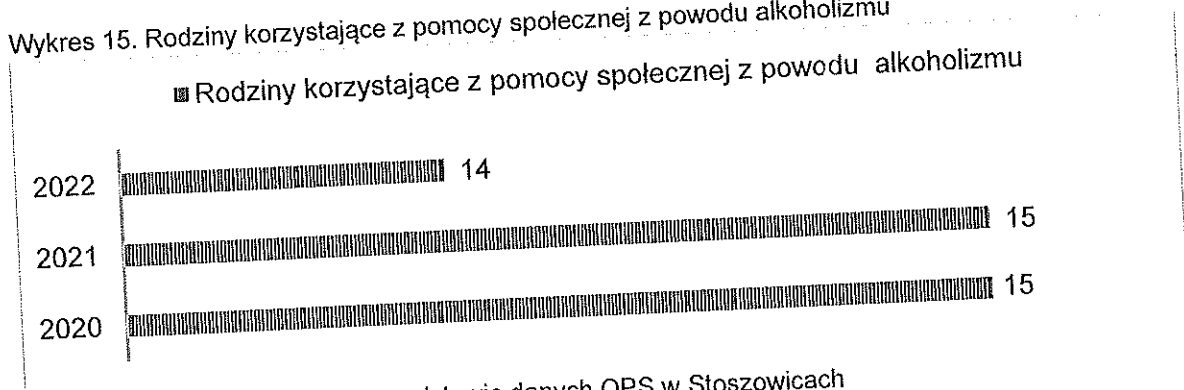 Wykres 15. Rodziny korzystające z pomocy społecznej z powodu alkoholizmu
Rodziny korzystające z pomocy społecznej z powodu alkoholizmu
2022 14
2021 15
2020 15
danych OPS w Stoszowicach